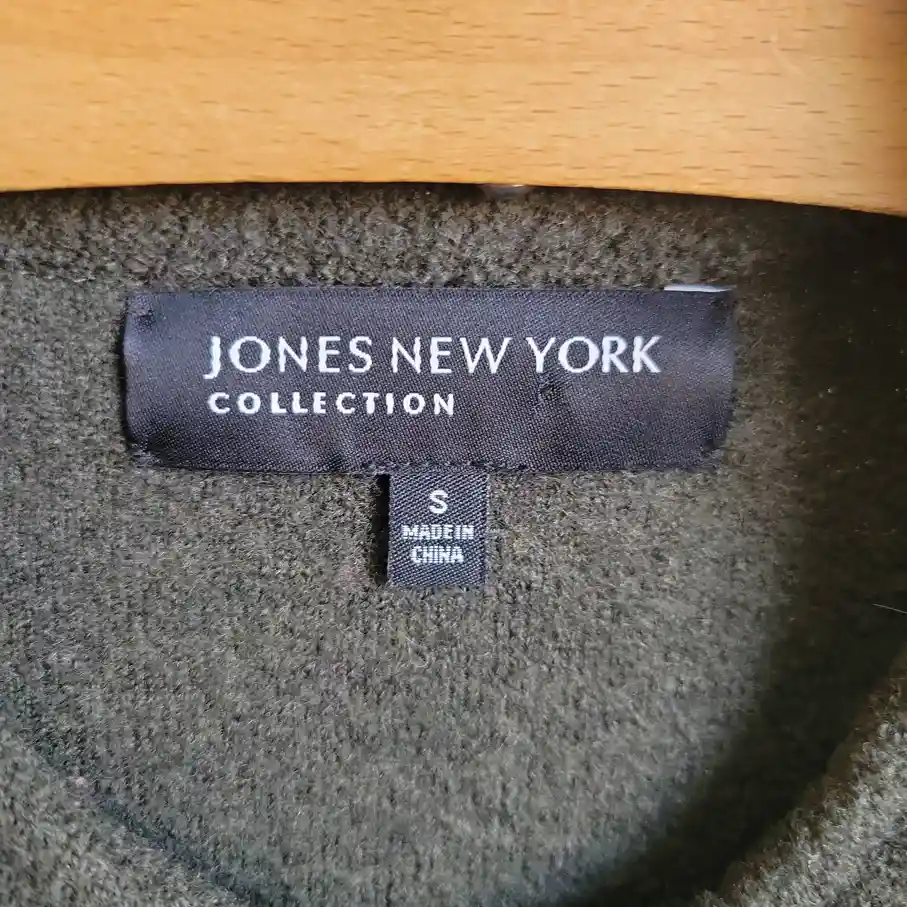 JONES NEW YORK
COLLECTION
S
MADE IN
CHINA